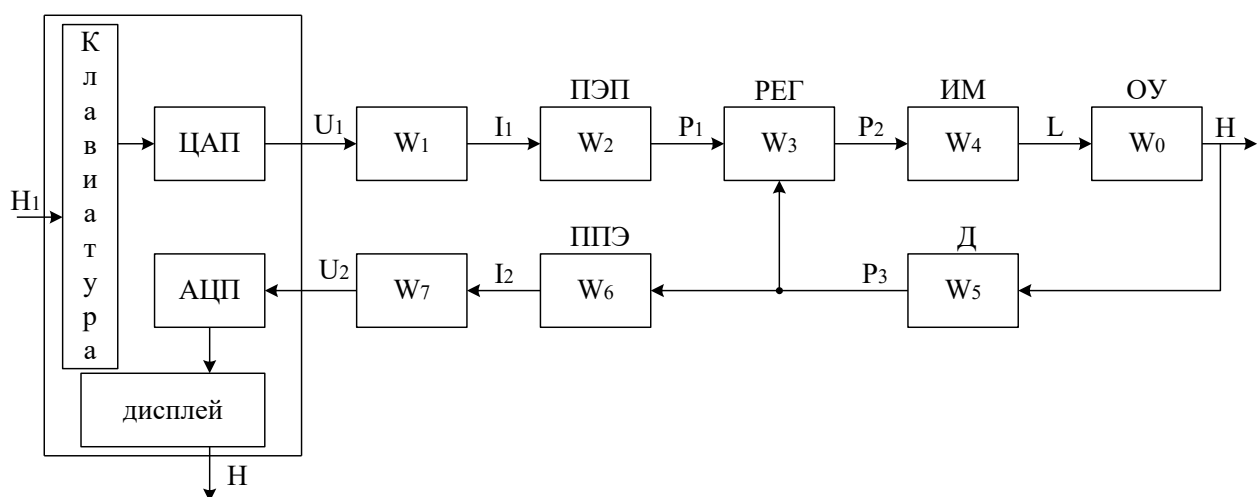 Клавиатура
ПЭП
РЕГ
ИМ
ОУ
ЦАП
U1
W1
I1
W2
P1
W3
P2
W4
L
W0
H
H1
ППЭ
Д
АЦП
U2
W7
I2
W6
P3
W5
дисплей
H